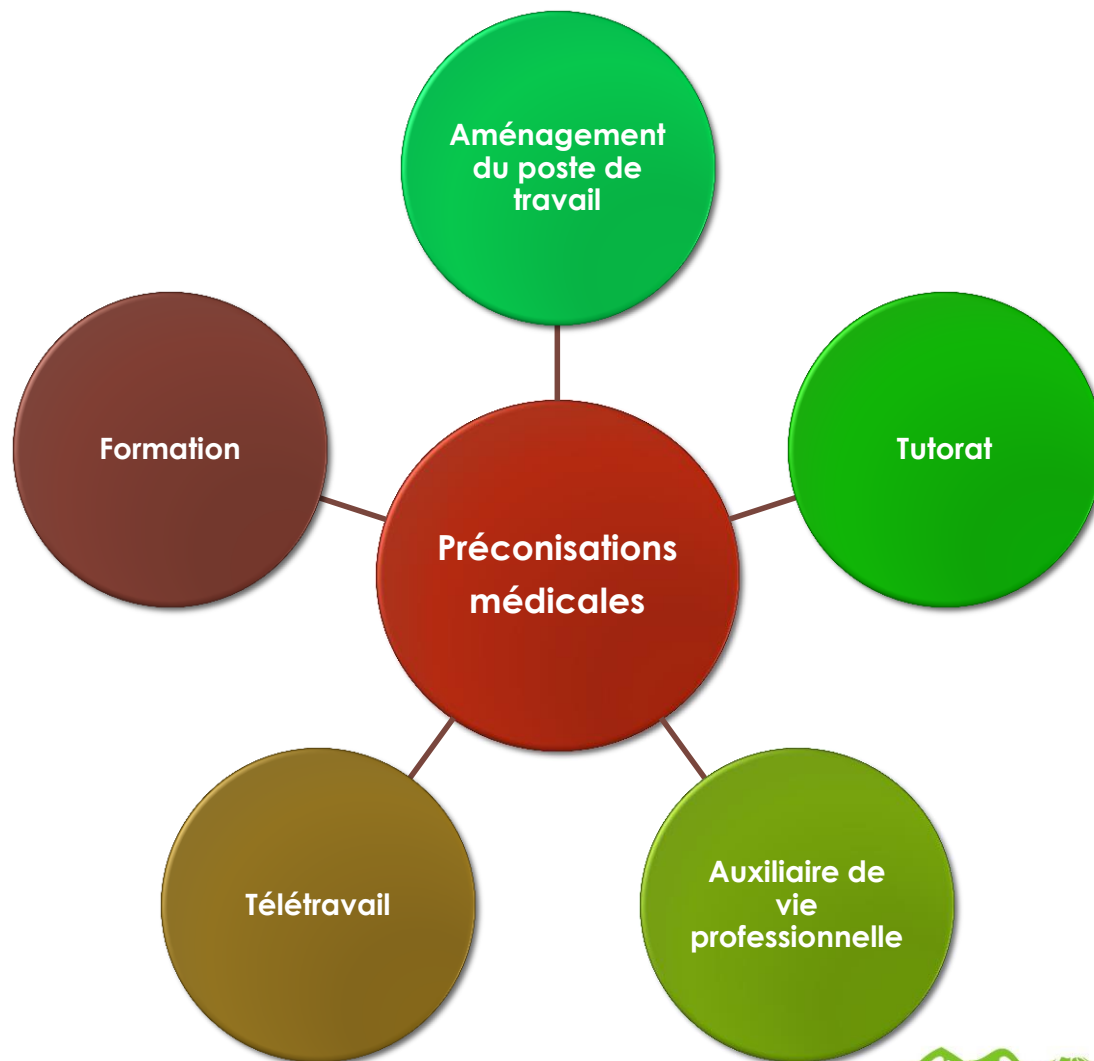 Aménagement
du poste de
travail
Formation
Tutorat
Préconisations
médicales
Télétravail
Auxiliaire de
vie
professionnelle